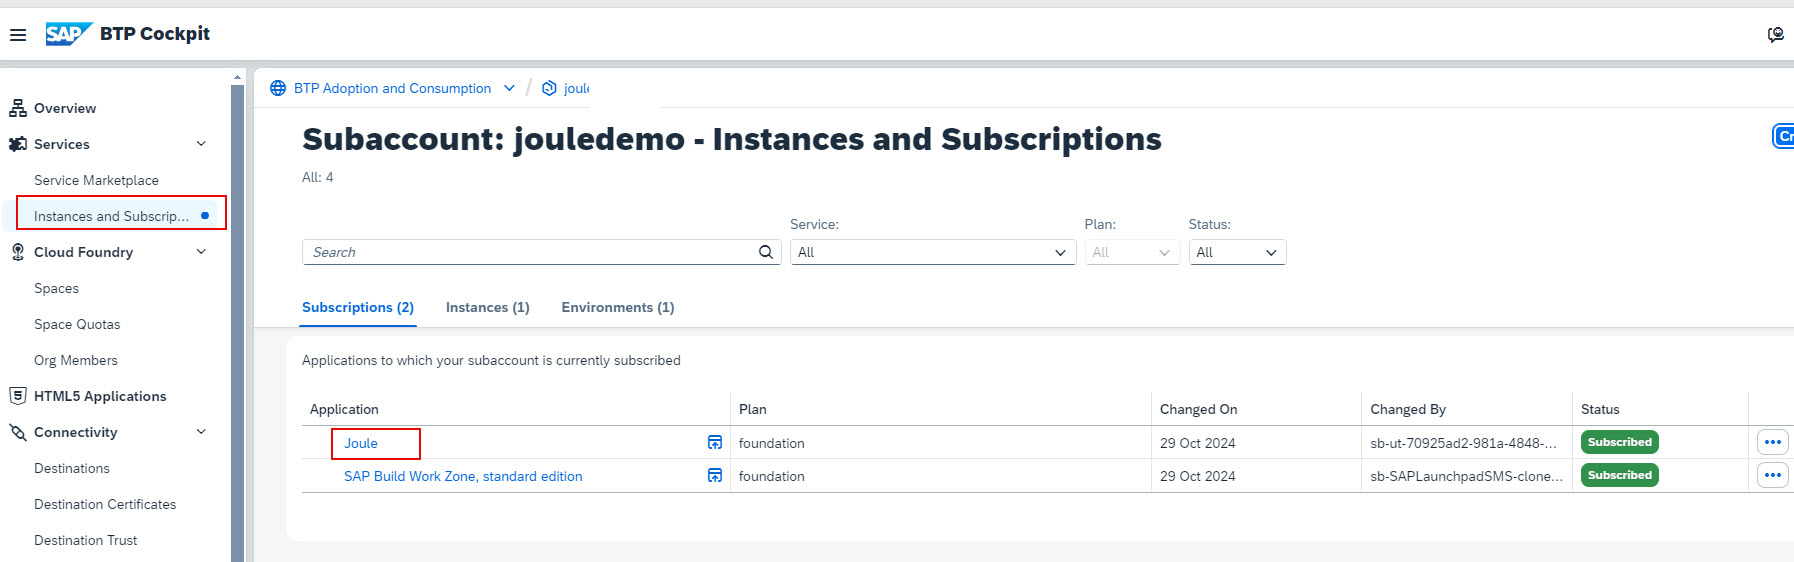 SAP BTP Cockpit
BTP Adoption and Consumption / joule
Overview
Services
Service Marketplace
Instances and Subscrip...
Cloud Foundry
Spaces
Space Quotas
Org Members
HTML5 Applications
Connectivity
Destinations
Destination Certificates
Destination Trust
Subaccount: jouledemo - Instances and Subscriptions
All: 4
Service: Plan: Status:
Search All All All
Subscriptions (2) Instances (1) Environments (1)
Applications to which your subaccount is currently subscribed
Application Plan Changed On Changed By Status
Joule foundation 29 Oct 2024 sb-ut-70925ad2-981a-4848-... Subscribed
SAP Build Work Zone, standard edition foundation 29 Oct 2024 sb-SAPLaunchpadSMS-clone... Subscribed